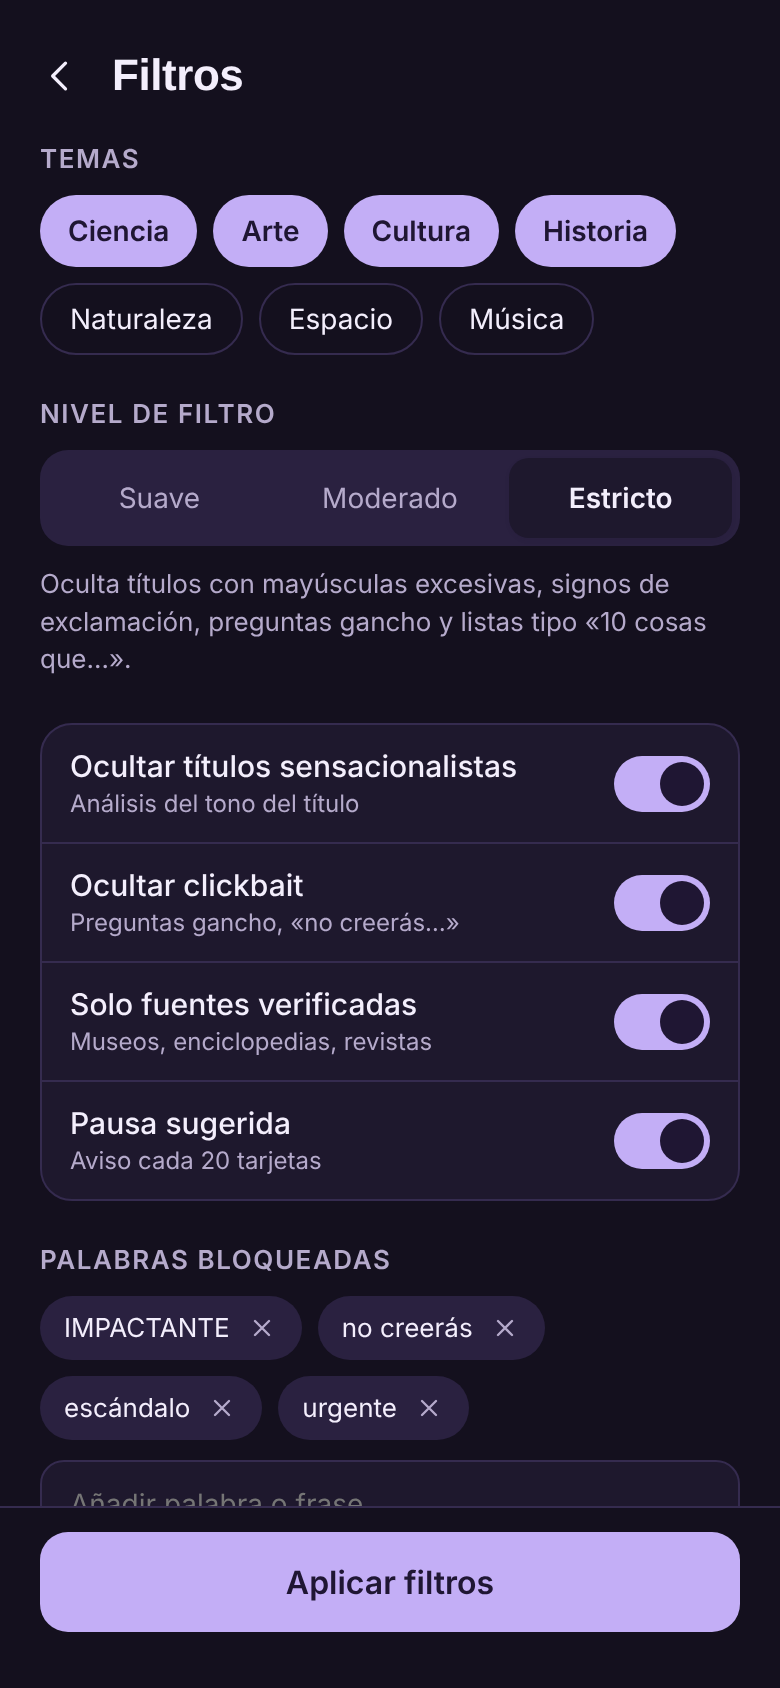 Filtros
TEMAS
Ciencia Arte Cultura Historia
Naturaleza Espacio Música
NIVEL DE FILTRO
Suave Moderado Estricto
Oculta títulos con mayúsculas excesivas, signos de
exclamación, preguntas gancho y listas tipo «10 cosas
que…».
Ocultar títulos sensacionalistas
Análisis del tono del título
Ocultar clickbait
Preguntas gancho, «no creerás…»
Solo fuentes verificadas
Museos, enciclopedias, revistas
Pausa sugerida
Aviso cada 20 tarjetas
PALABRAS BLOQUEADAS
IMPACTANTE no creerás
escándalo urgente
Añadir palabra o frase
Aplicar filtros